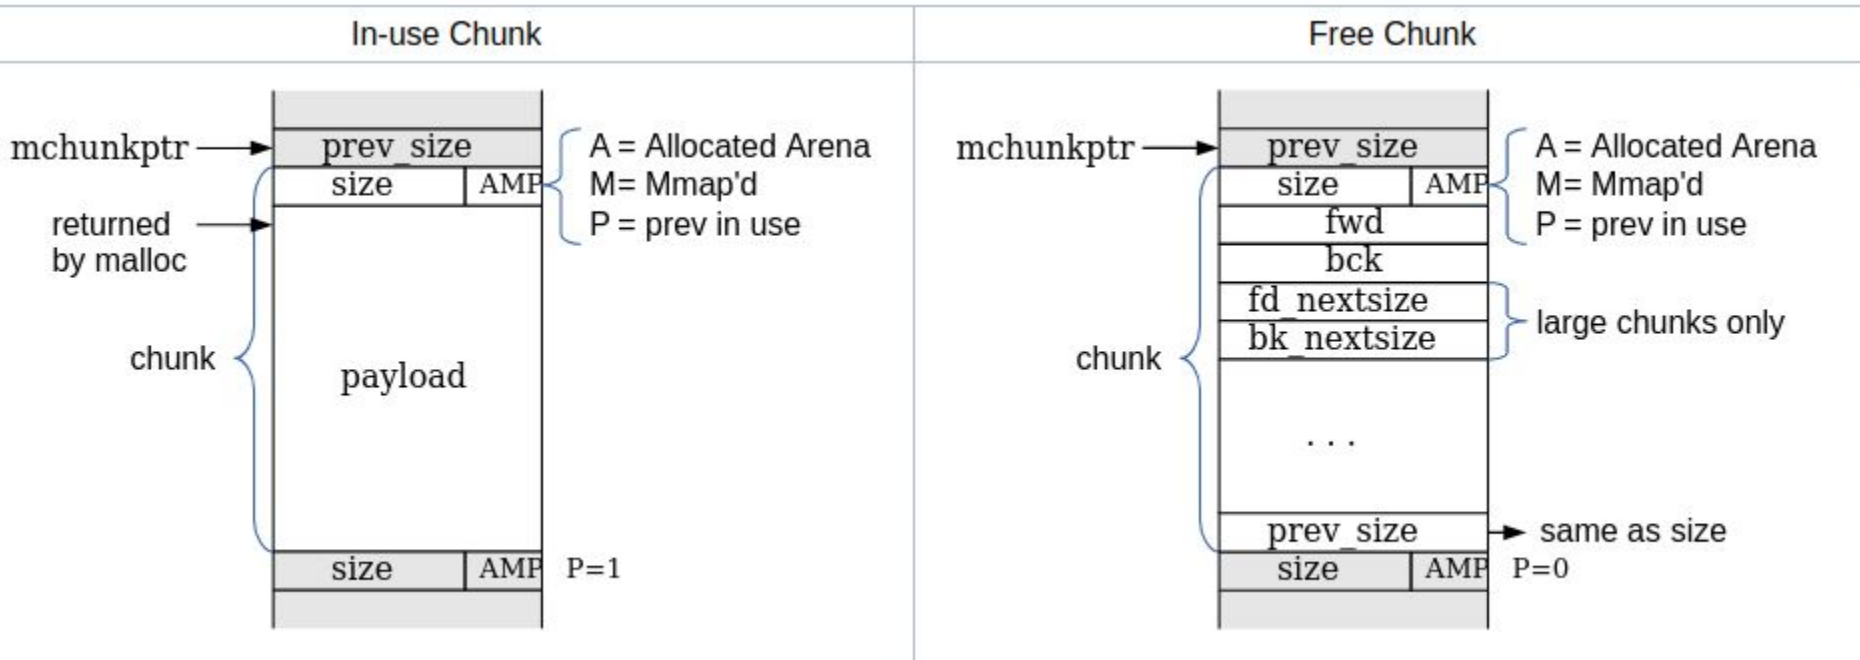 In-use Chunk
mchunkptr
prev_size
size
AMP
A = Allocated Arena
M= Mmap'd
P = prev in use
returned
by malloc
chunk
payload
size
AMP
P=1
Free Chunk
mchunkptr
prev_size
size
AMP
A = Allocated Arena
M= Mmap'd
P = prev in use
fwd
bck
fd_nextsize
bk_nextsize
large chunks only
chunk
. . .
prev_size
same as size
size
AMP
P=0